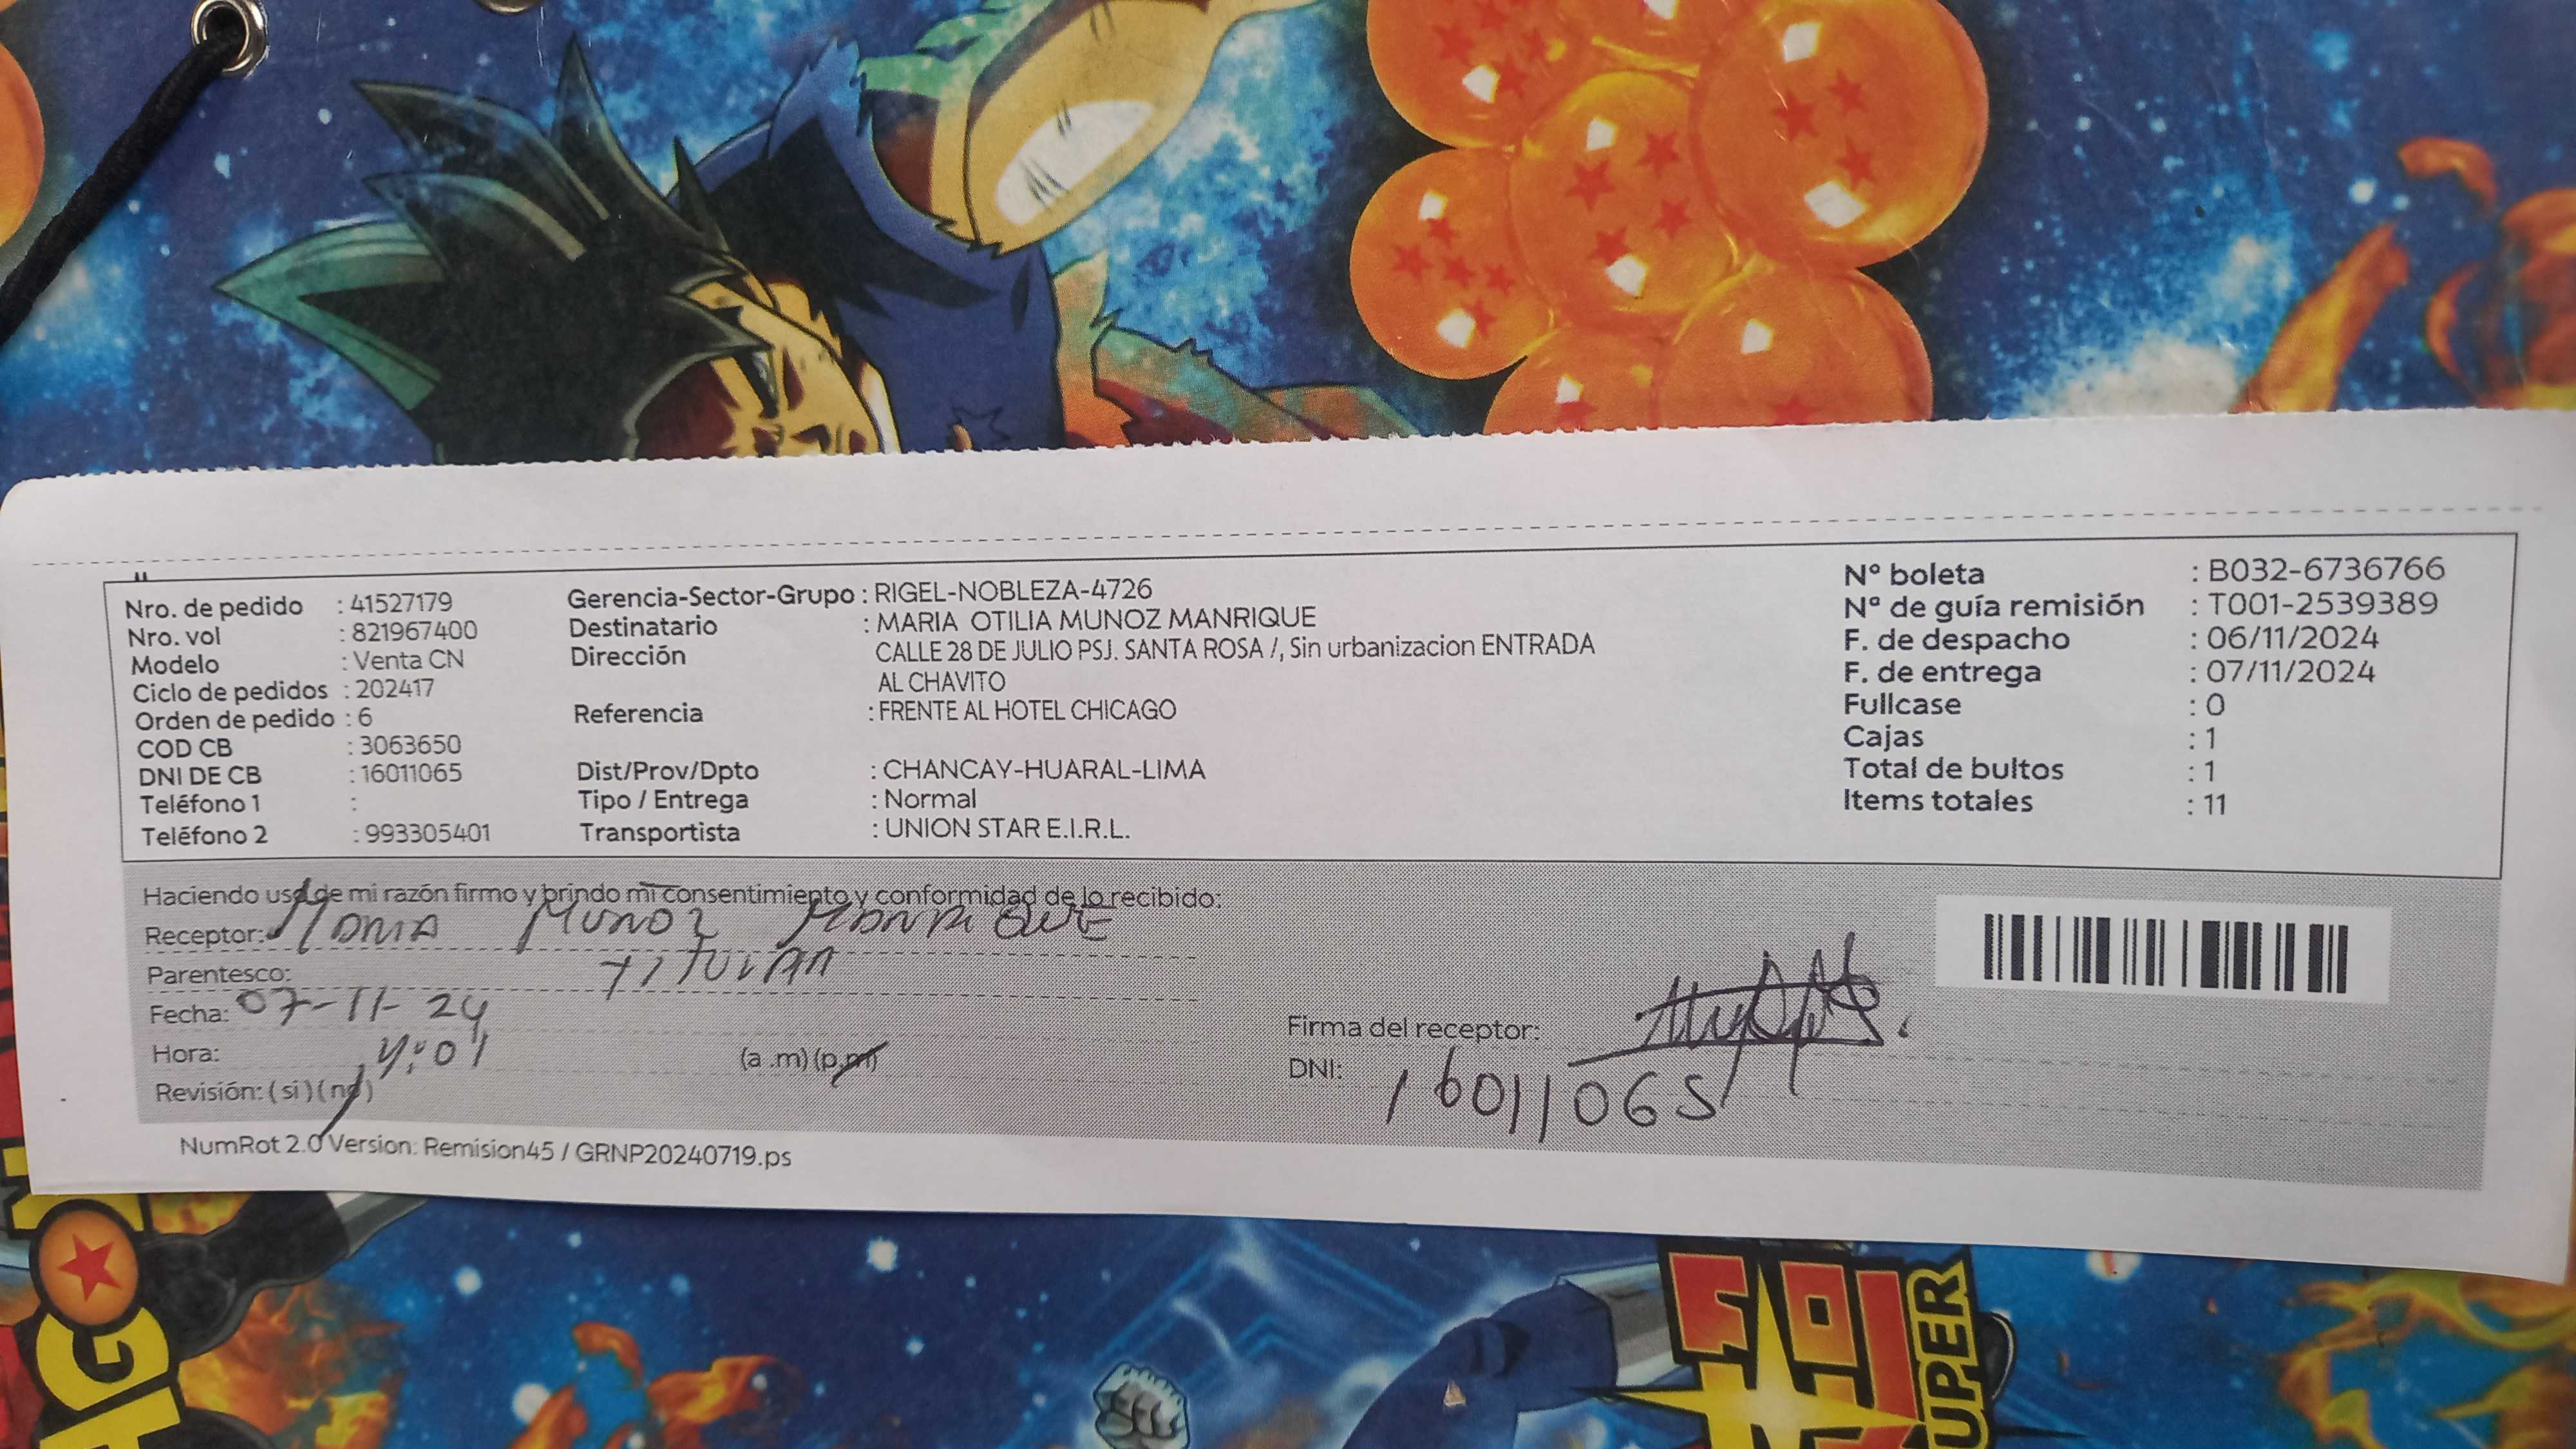 Nro. de pedido : 41527179
Nro. vol : 821967400
Modelo : Venta CN
Ciclo de pedidos : 202417
Orden de pedido : 6
COD CB : 3063650
DNI DE CB : 16011065
Teléfono 1 :
Teléfono 2 : 993305401
Gerencia-Sector-Grupo : RIGEL-NOBLEZA-4726
Destinatario : MARIA OTILIA MUNOZ MANRIQUE
Dirección CALLE 28 DE JULIO PSJ. SANTA ROSA /, Sin urbanizacion ENTRADA
AL CHAVITO
Referencia : FRENTE AL HOTEL CHICAGO
Dist/Prov/Dpto : CHANCAY-HUARAL-LIMA
Tipo / Entrega : Normal
Transportista : UNION STAR E.I.R.L.
Nº boleta : B032-6736766
Nº de guía remisión : T001-2539389
F. de despacho : 06/11/2024
F. de entrega : 07/11/2024
Fullcase : 0
Cajas : 1
Total de bultos : 1
Items totales : 11
Haciendo uso de mi razón firmo y brindo mi consentimiento y conformidad de lo recibido:
Receptor: MARIA MUNOZ MANRIQUE
Parentesco: TITULAR
Fecha: 07-11-24
Hora: 4:01 (a .m) (p.m)
Revisión: ( si ) ( no )
Firma del receptor:
DNI: 16011065
NumRot 2.0 Version: Remision45 / GRNP20240719.ps
UPER